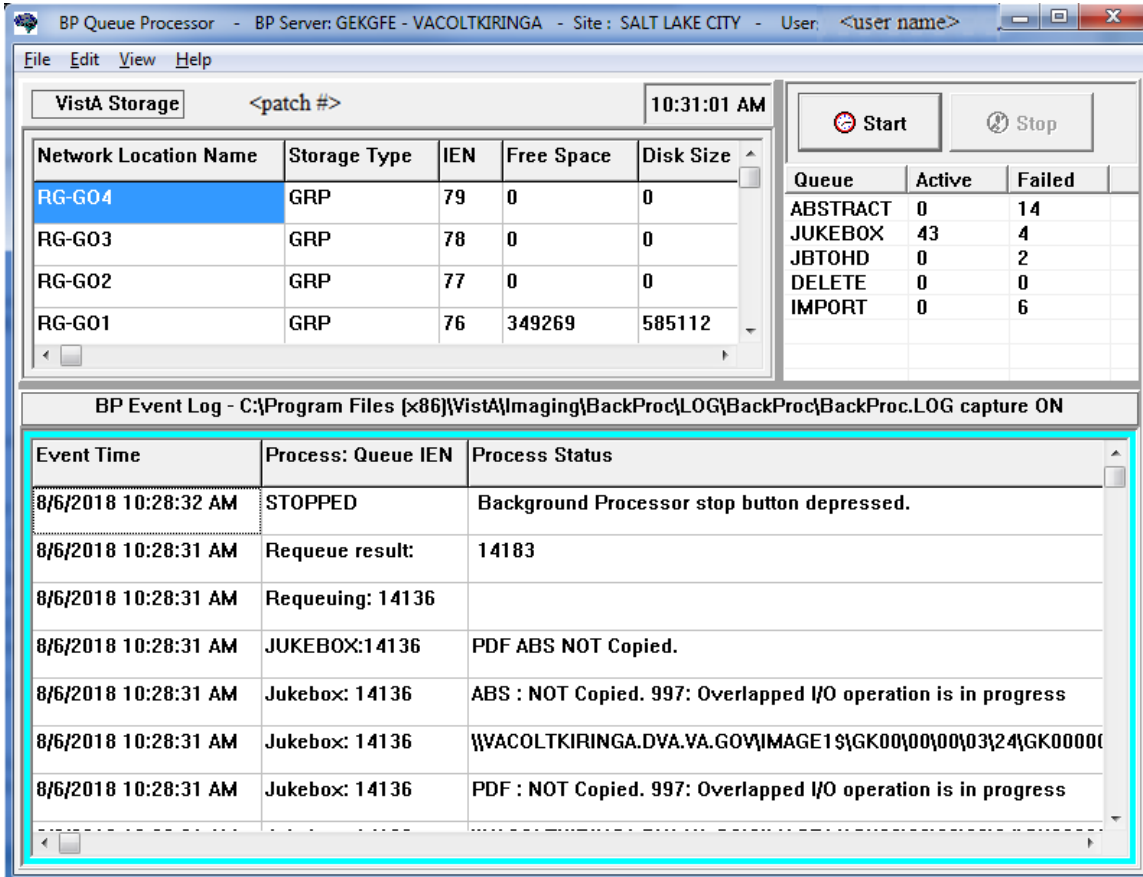 BP Queue Processor - BP Server: GEKGFE - VACOLTKIRINGA - Site : SALT LAKE CITY - User: <user name>
File Edit View Help
VistA Storage <patch #> 10:31:01 AM
Start Stop
Network Location Name Storage Type IEN Free Space Disk Size
RG-GO4 GRP 79 0 0
RG-GO3 GRP 78 0 0
RG-GO2 GRP 77 0 0
RG-GO1 GRP 76 349269 585112
Queue Active Failed
ABSTRACT 0 14
JUKEBOX 43 4
JBTOHD 0 2
DELETE 0 0
IMPORT 0 6
BP Event Log - C:\Program Files (x86)\VistA\Imaging\BackProc\LOG\BackProc\BackProc.LOG capture ON
Event Time Process: Queue IEN Process Status
8/6/2018 10:28:32 AM STOPPED Background Processor stop button depressed.
8/6/2018 10:28:31 AM Requeue result: 14183
8/6/2018 10:28:31 AM Requeuing: 14136
8/6/2018 10:28:31 AM JUKEBOX:14136 PDF ABS NOT Copied.
8/6/2018 10:28:31 AM Jukebox: 14136 ABS : NOT Copied. 997: Overlapped I/O operation is in progress
8/6/2018 10:28:31 AM Jukebox: 14136 \\VACOLTKIRINGA.DVA.VA.GOV\IMAGE1$\GK00\00\00\03\24\GK00000
8/6/2018 10:28:31 AM Jukebox: 14136 PDF : NOT Copied. 997: Overlapped I/O operation is in progress